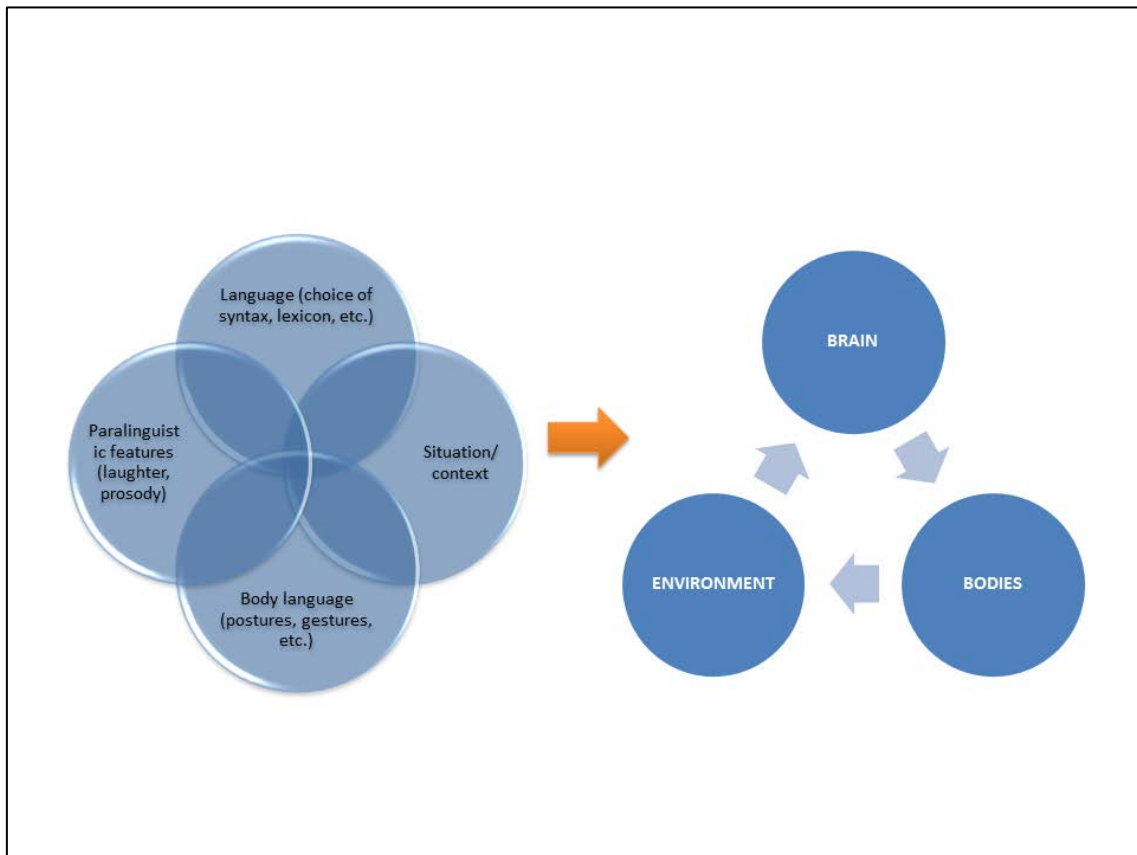 Language (choice of
syntax, lexicon, etc.)
Paralinguist
ic features
(laughter,
prosody)
Situation/
context
Body language
(postures, gestures,
etc.)
BRAIN
ENVIRONMENT
BODIES